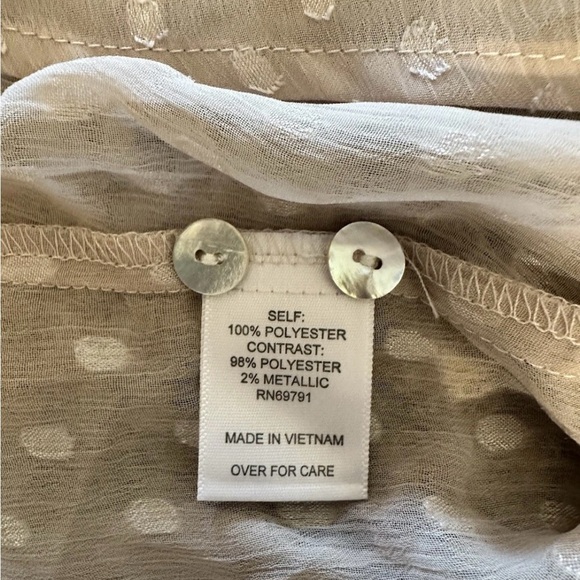 SELF:
100% POLYESTER
CONTRAST:
98% POLYESTER
2% METALLIC
RN69791
MADE IN VIETNAM
OVER FOR CARE